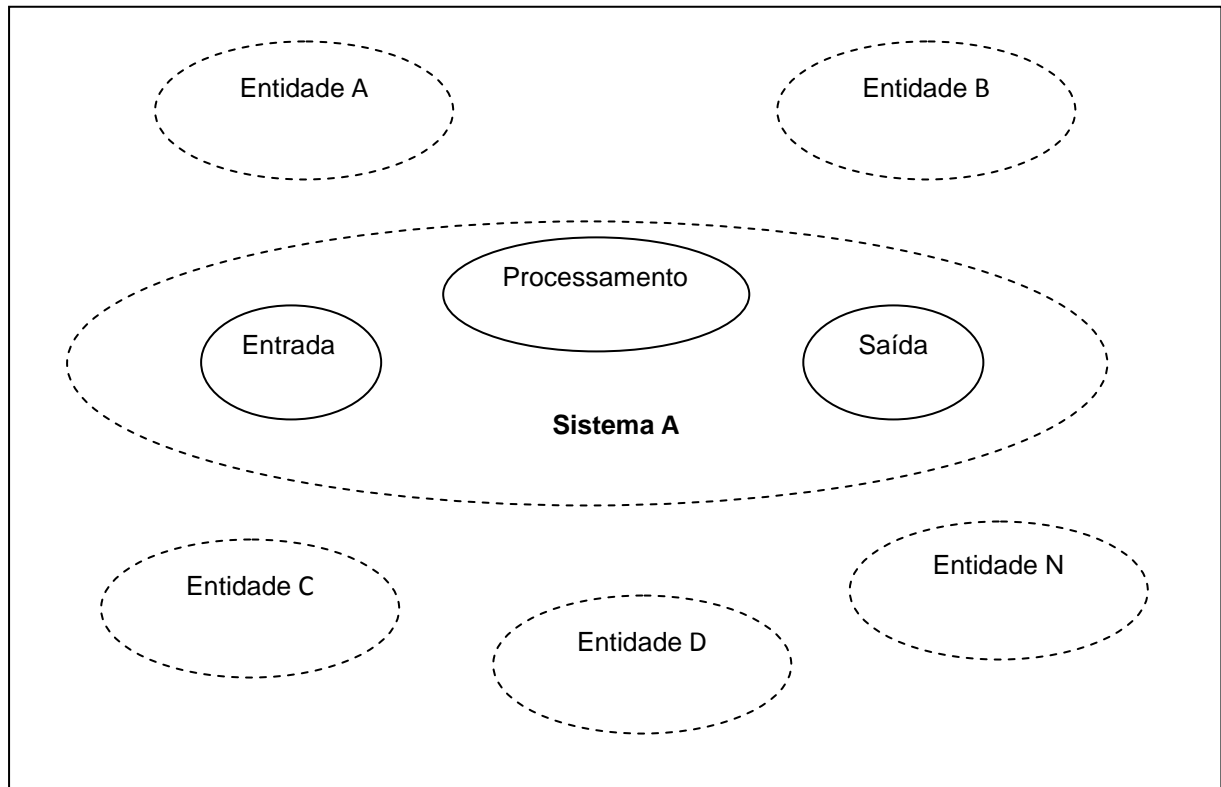 Entidade A
Entidade B
Processamento
Entrada
Saída
Sistema A
Entidade C
Entidade D
Entidade N